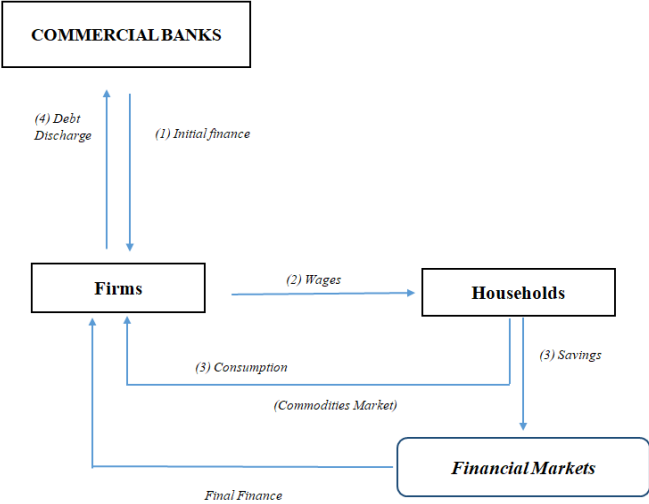 COMMERCIAL BANKS
(4) Debt
Discharge
(1) Initial finance
(2) Wages
Firms
Households
(3) Consumption
(3) Savings
(Commodities Market)
Financial Markets
Final Finance